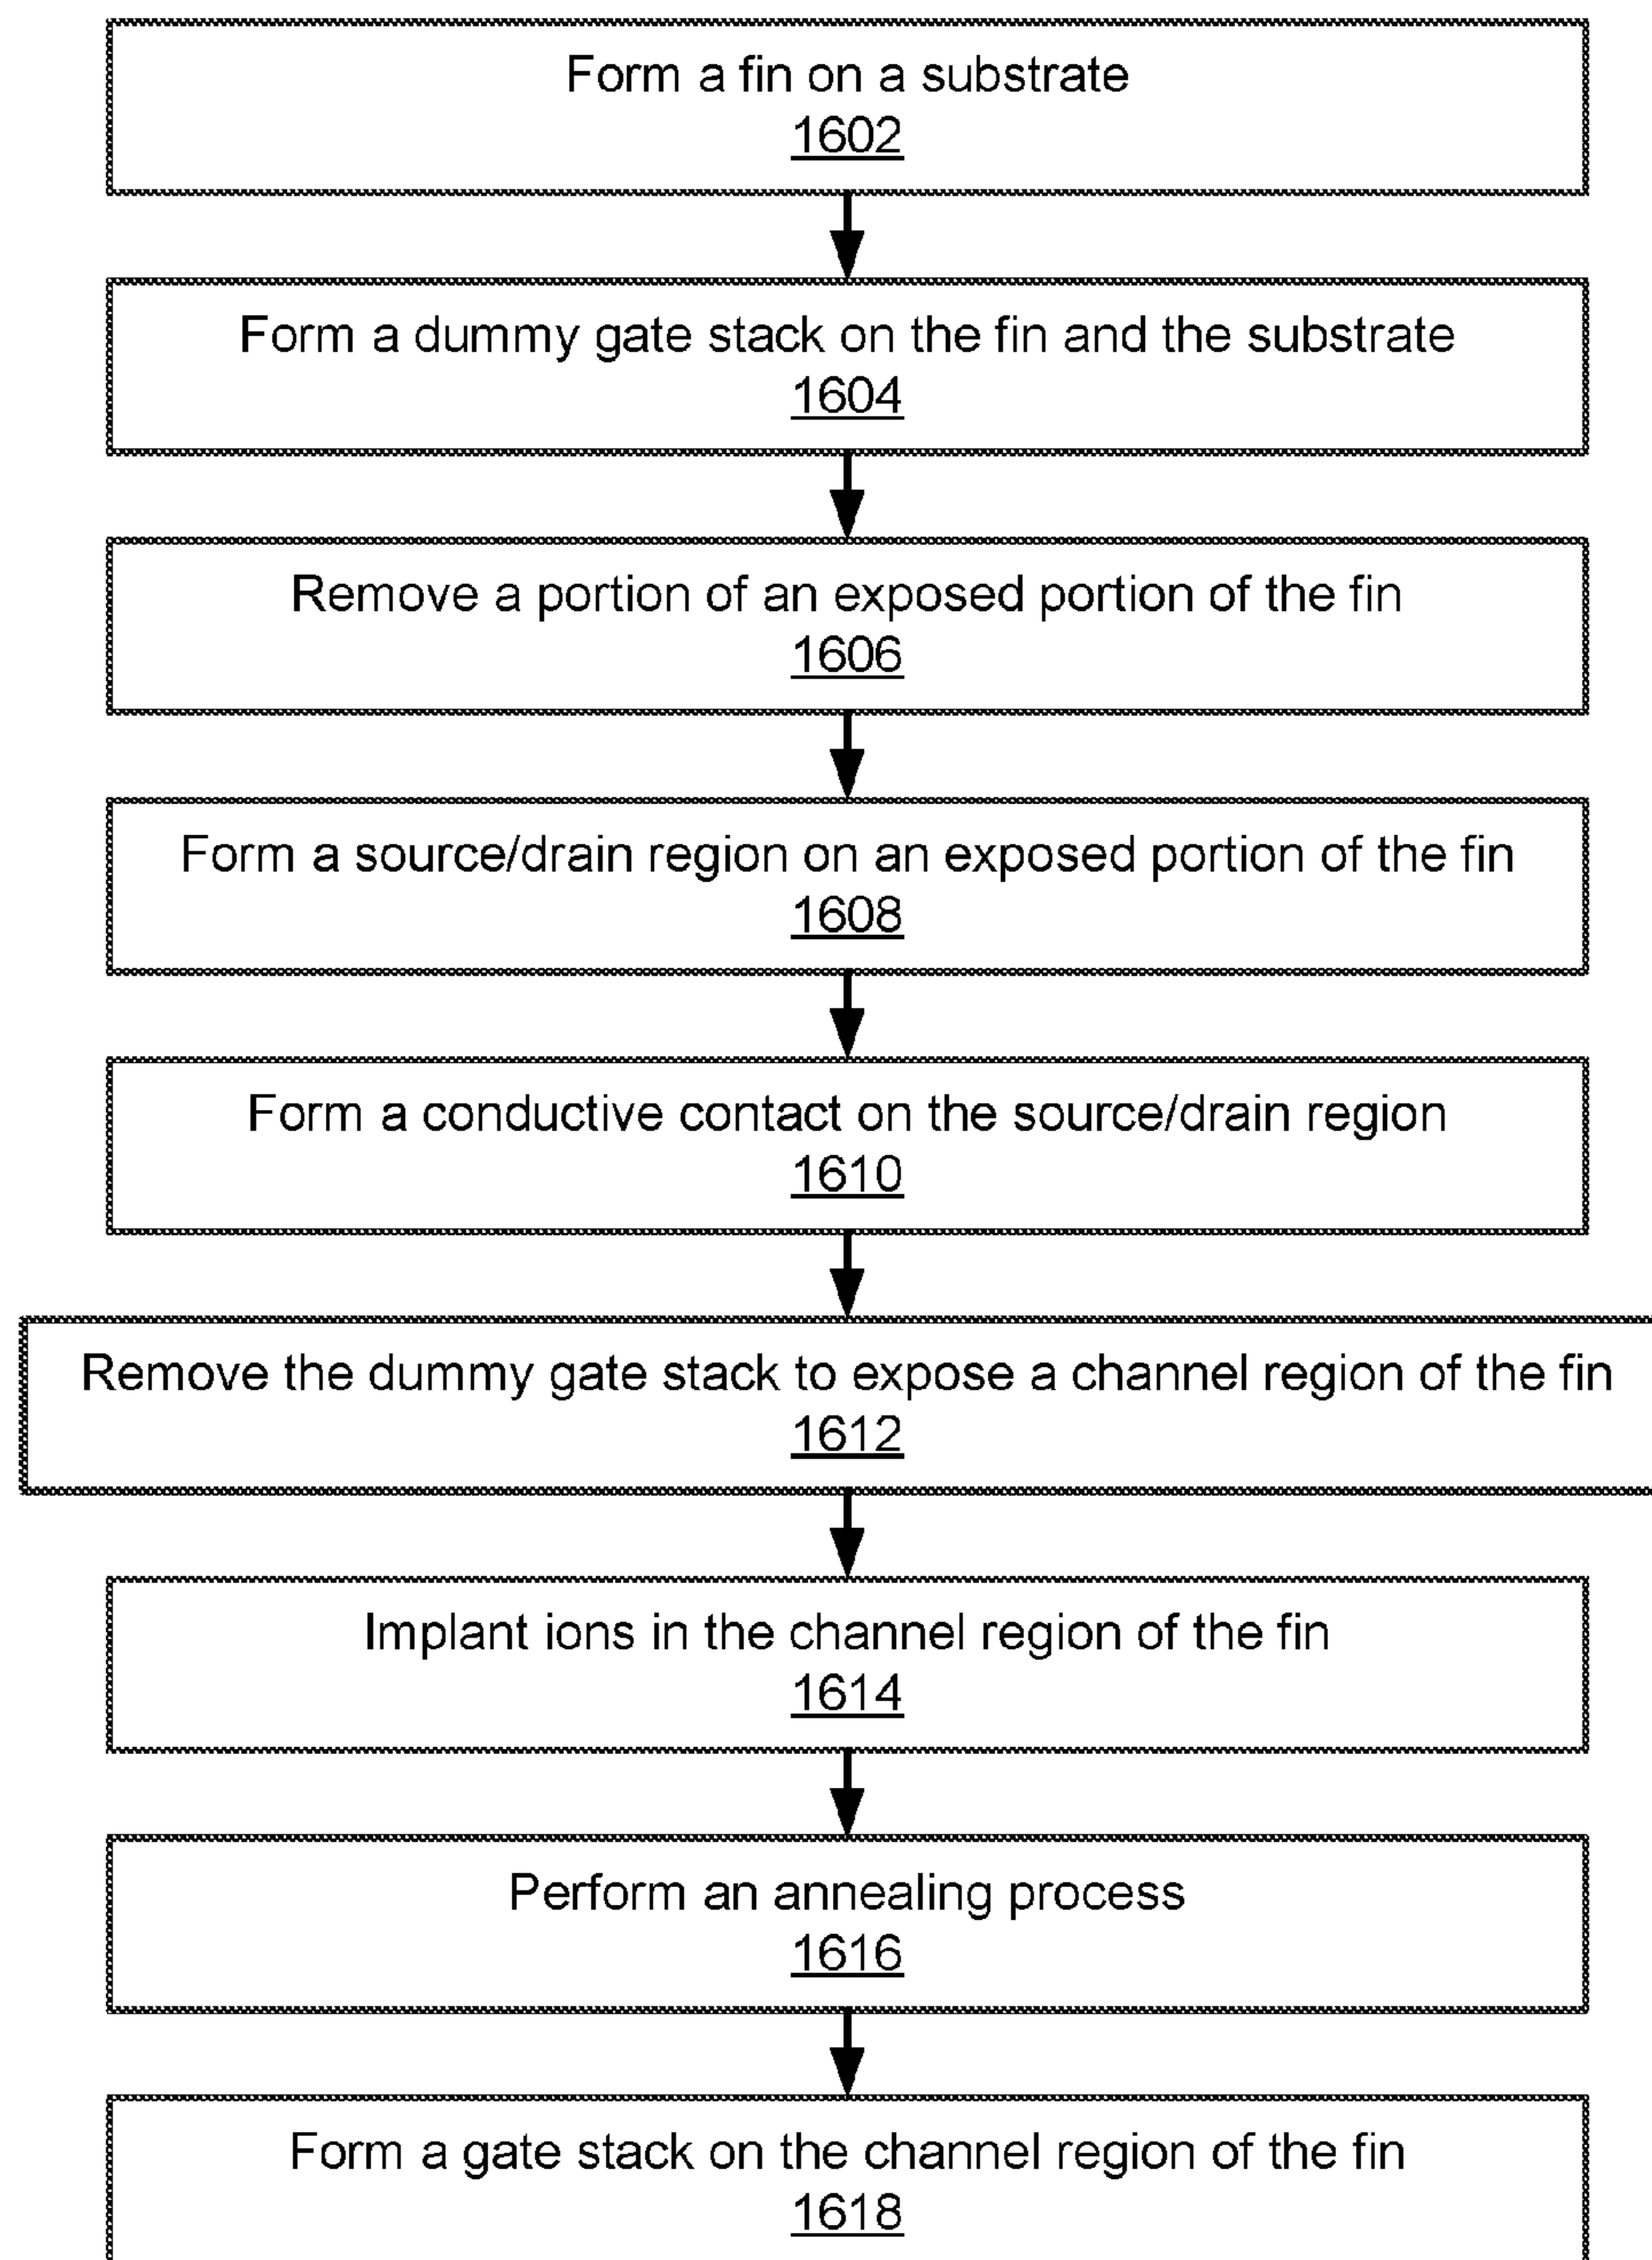 Form a fin on a substrate
1602
Form a dummy gate stack on the fin and the substrate
1604
Remove a portion of an exposed portion of the fin
1606
Form a source/drain region on an exposed portion of the fin
1608
Form a conductive contact on the source/drain region
1610
Remove the dummy gate stack to expose a channel region of the fin
1612
Implant ions in the channel region of the fin
1614
Perform an annealing process
1616
Form a gate stack on the channel region of the fin
1618